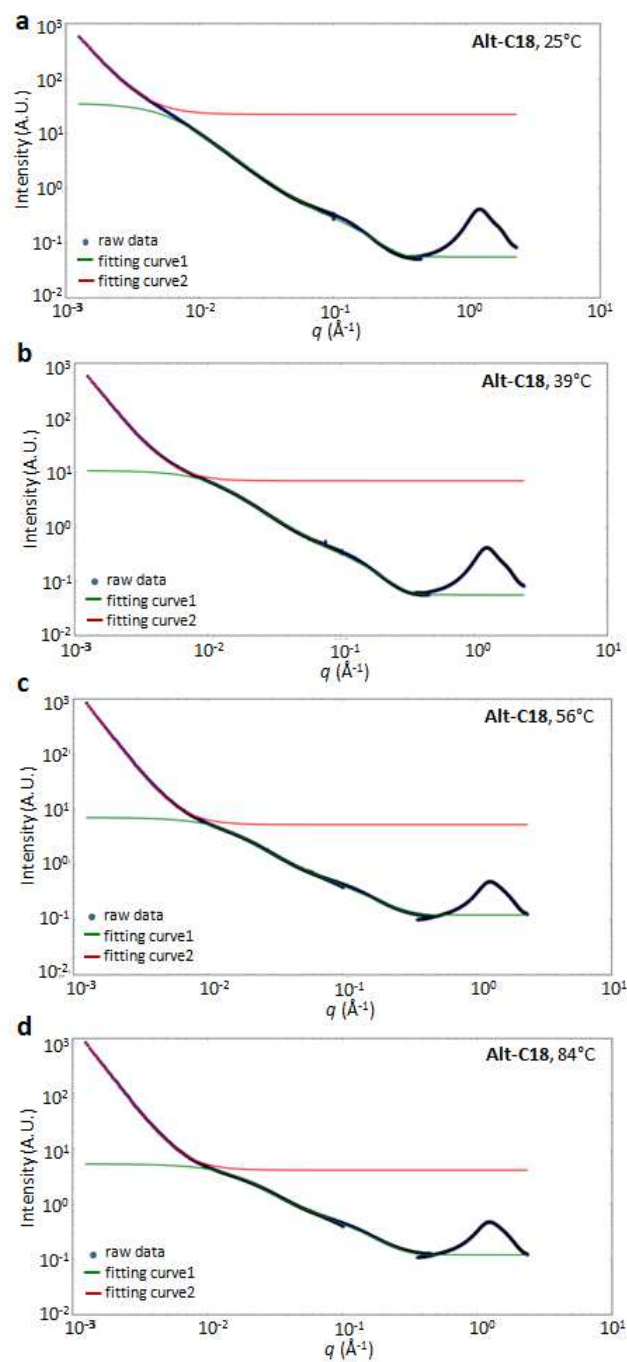 a
Alt-C18, 25°C
Intensity (A.U.)
10³
10²
10¹
10⁰
10⁻¹
10⁻²
raw data
fitting curve1
fitting curve2
10⁻³ 10⁻² 10⁻¹ 10⁰ 10¹
q (Å⁻¹)
b
Alt-C18, 39°C
Intensity (A.U.)
10³
10²
10¹
10⁰
10⁻¹
10⁻²
raw data
fitting curve1
fitting curve2
10⁻³ 10⁻² 10⁻¹ 10⁰ 10¹
q (Å⁻¹)
c
Alt-C18, 56°C
Intensity (A.U.)
10³
10²
10¹
10⁰
10⁻¹
10⁻²
raw data
fitting curve1
fitting curve2
10⁻³ 10⁻² 10⁻¹ 10⁰ 10¹
q (Å⁻¹)
d
Alt-C18, 84°C
Intensity (A.U.)
10³
10²
10¹
10⁰
10⁻¹
10⁻²
raw data
fitting curve1
fitting curve2
10⁻³ 10⁻² 10⁻¹ 10⁰ 10¹
q (Å⁻¹)